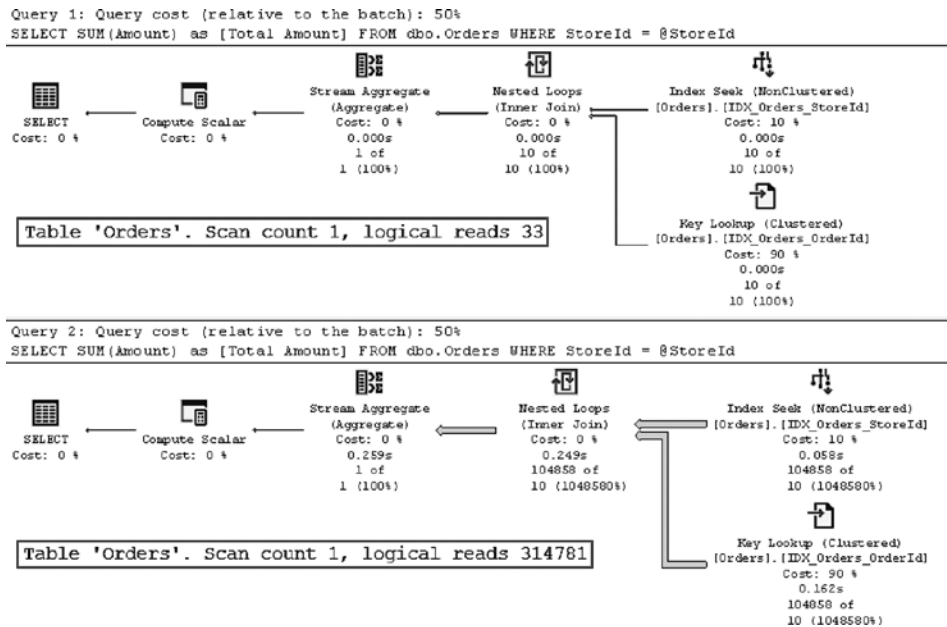 Query 1: Query cost (relative to the batch): 50%
SELECT SUM(Amount) as [Total Amount] FROM dbo.Orders WHERE StoreId = @StoreId
SELECT
Cost: 0 %
Compute Scalar
Cost: 0 %
Stream Aggregate
(Aggregate)
Cost: 0 %
0.000s
1 of
1 (100%)
Nested Loops
(Inner Join)
Cost: 0 %
0.000s
10 of
10 (100%)
Index Seek (NonClustered)
[Orders].[IDX_Orders_StoreId]
Cost: 10 %
0.000s
10 of
10 (100%)
Key Lookup (Clustered)
[Orders].[IDX_Orders_OrderId]
Cost: 90 %
0.000s
10 of
10 (100%)
Table 'Orders'. Scan count 1, logical reads 33
Query 2: Query cost (relative to the batch): 50%
SELECT SUM(Amount) as [Total Amount] FROM dbo.Orders WHERE StoreId = @StoreId
SELECT
Cost: 0 %
Compute Scalar
Cost: 0 %
Stream Aggregate
(Aggregate)
Cost: 0 %
0.259s
1 of
1 (100%)
Nested Loops
(Inner Join)
Cost: 0 %
0.249s
104858 of
10 (1048580%)
Index Seek (NonClustered)
[Orders].[IDX_Orders_StoreId]
Cost: 10 %
0.058s
104858 of
10 (1048580%)
Key Lookup (Clustered)
[Orders].[IDX_Orders_OrderId]
Cost: 90 %
0.162s
104858 of
10 (1048580%)
Table 'Orders'. Scan count 1, logical reads 314781